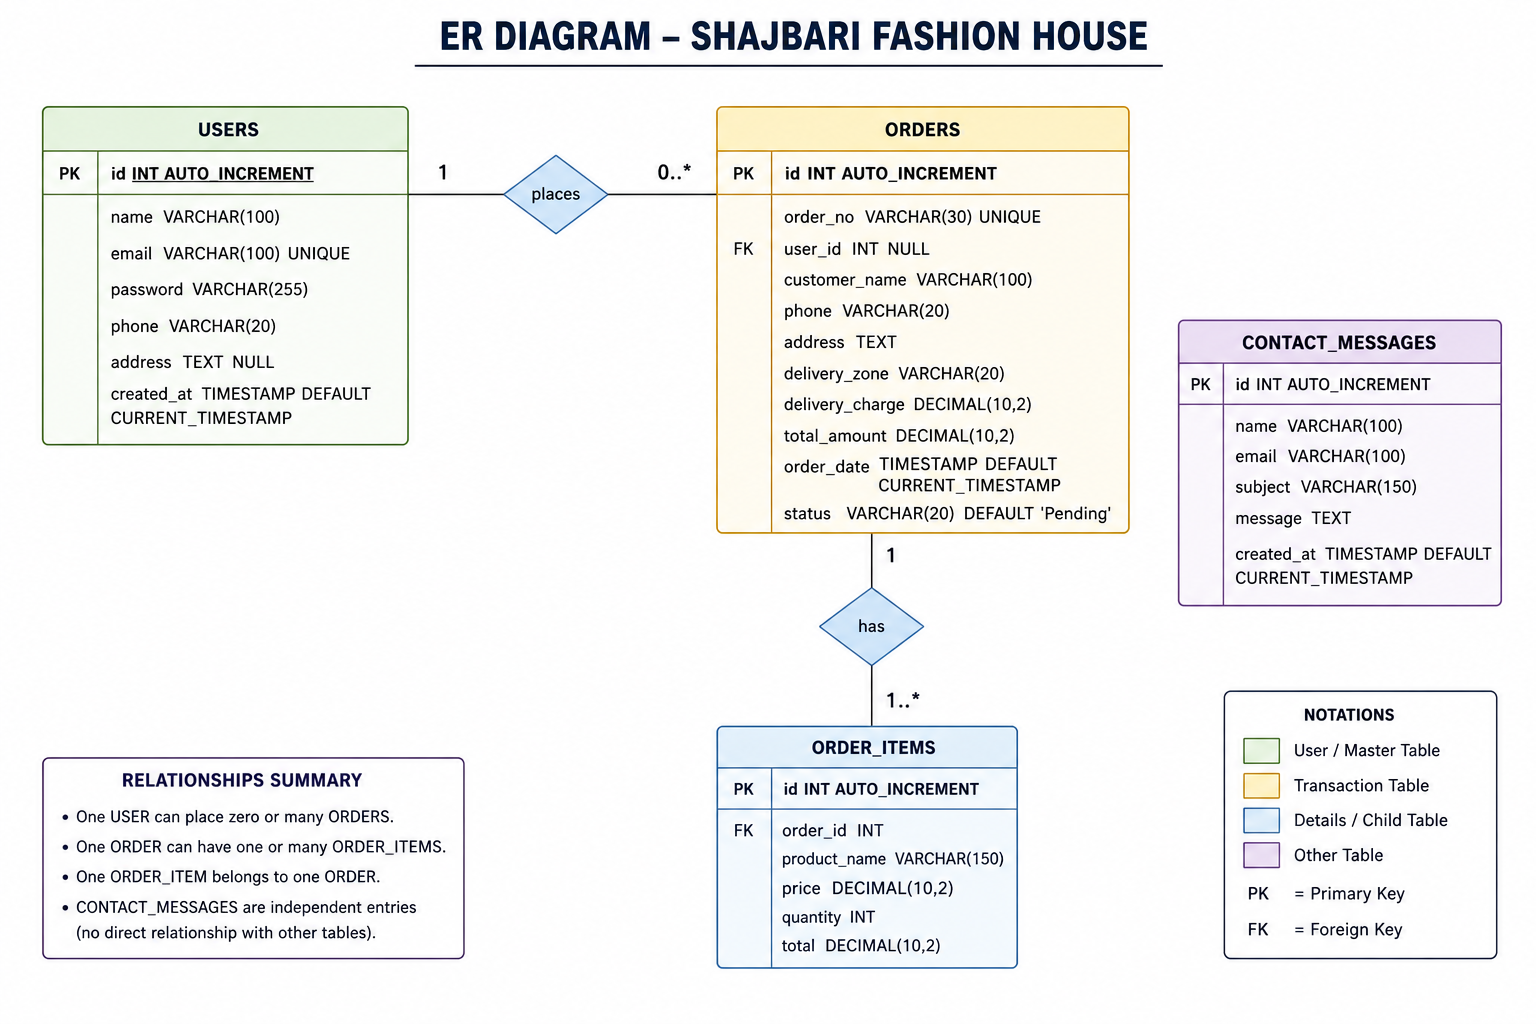 ER DIAGRAM – SHAJBARI FASHION HOUSE
USERS
PK id INT AUTO_INCREMENT
name VARCHAR(100)
email VARCHAR(100) UNIQUE
password VARCHAR(255)
phone VARCHAR(20)
address TEXT NULL
created_at TIMESTAMP DEFAULT
CURRENT_TIMESTAMP
1
places
0..*
ORDERS
PK id INT AUTO_INCREMENT
order_no VARCHAR(30) UNIQUE
FK user_id INT NULL
customer_name VARCHAR(100)
phone VARCHAR(20)
address TEXT
delivery_zone VARCHAR(20)
delivery_charge DECIMAL(10,2)
total_amount DECIMAL(10,2)
order_date TIMESTAMP DEFAULT
CURRENT_TIMESTAMP
status VARCHAR(20) DEFAULT 'Pending'
1
has
1..*
ORDER_ITEMS
PK id INT AUTO_INCREMENT
FK order_id INT
product_name VARCHAR(150)
price DECIMAL(10,2)
quantity INT
total DECIMAL(10,2)
CONTACT_MESSAGES
PK id INT AUTO_INCREMENT
name VARCHAR(100)
email VARCHAR(100)
subject VARCHAR(150)
message TEXT
created_at TIMESTAMP DEFAULT
CURRENT_TIMESTAMP
RELATIONSHIPS SUMMARY
• One USER can place zero or many ORDERS.
• One ORDER can have one or many ORDER_ITEMS.
• One ORDER_ITEM belongs to one ORDER.
• CONTACT_MESSAGES are independent entries
(no direct relationship with other tables).
NOTATIONS
User / Master Table
Transaction Table
Details / Child Table
Other Table
PK = Primary Key
FK = Foreign Key